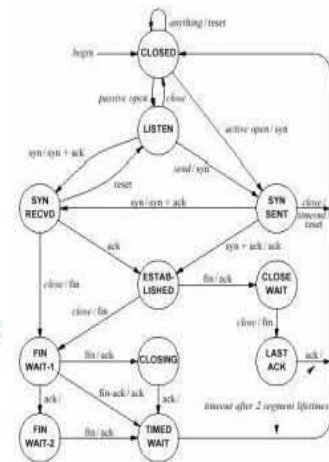 anything / reset
begin
CLOSED
passive open
close
LISTEN
active open / syn
syn / syn + ack
send / syn
reset
SYN
RECVD
syn / syn + ack
SYN
SENT
close /
timeout /
reset
ack
syn + ack / ack
ESTAB-
LISHED
fin / ack
CLOSE
WAIT
close / fin
close / fin
close / fin
FIN
WAIT-1
fin / ack
CLOSING
LAST
ACK
ack /
ack /
fin-ack / ack
ack /
timeout after 2 segment lifetimes
FIN
WAIT-2
fin / ack
TIMED
WAIT